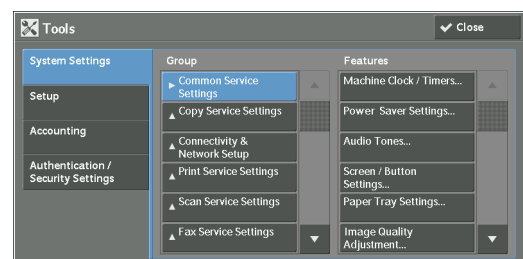 Tools
Close
System Settings
Setup
Accounting
Authentication /
Security Settings
Group
Common Service
Settings
Copy Service Settings
Connectivity &
Network Setup
Print Service Settings
Scan Service Settings
Fax Service Settings
Features
Machine Clock / Timers...
Power Saver Settings...
Audio Tones...
Screen / Button
Settings...
Paper Tray Settings...
Image Quality
Adjustment...